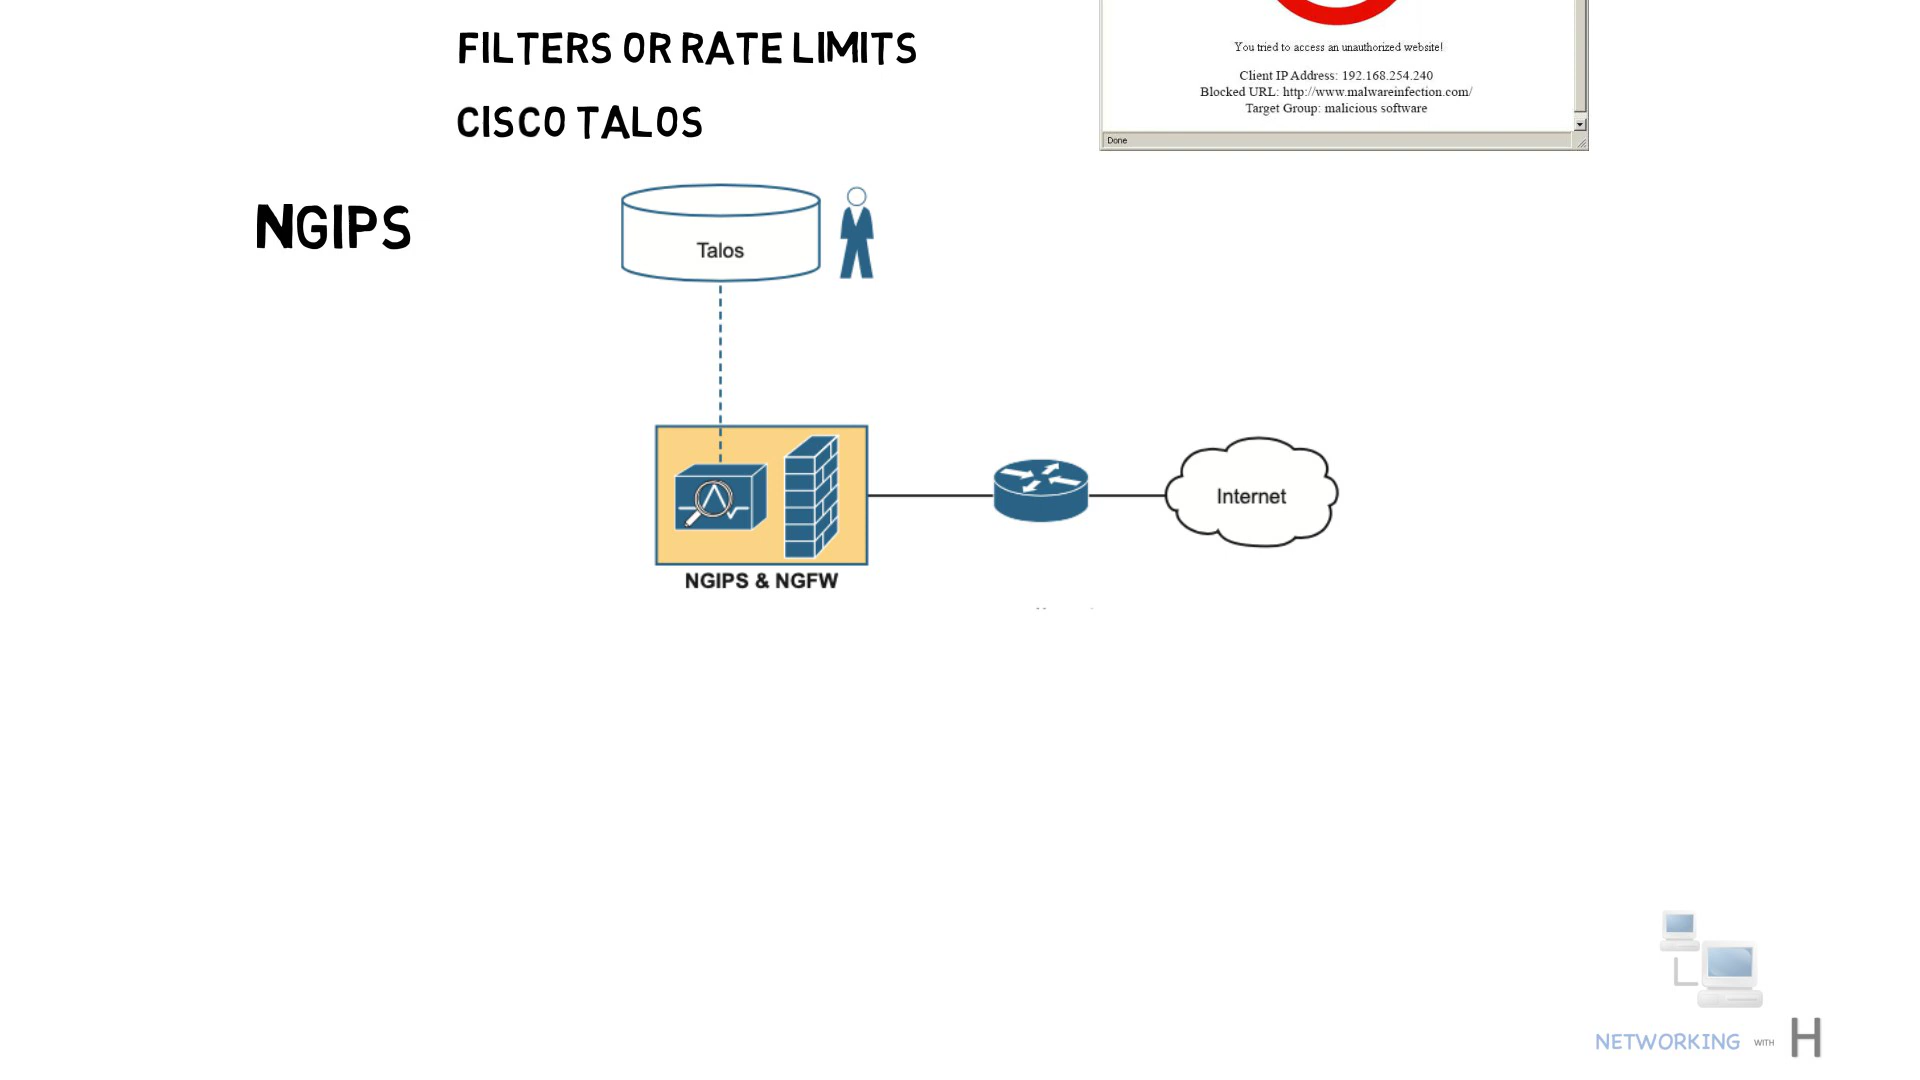 FILTERS OR RATE LIMITS
CISCO TALOS
You tried to access an unauthorized website!
Client IP Address: 192.168.254.240
Blocked URL: http://www.malwareinfection.com/
Target Group: malicious software
Done
NGIPS
Talos
Internet
NGIPS & NGFW
NETWORKING WITH H